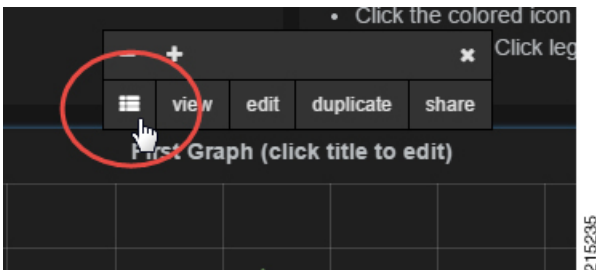 • Click the colored icon
Click leg
− + ×
view edit duplicate share
First Graph (click title to edit)
215235